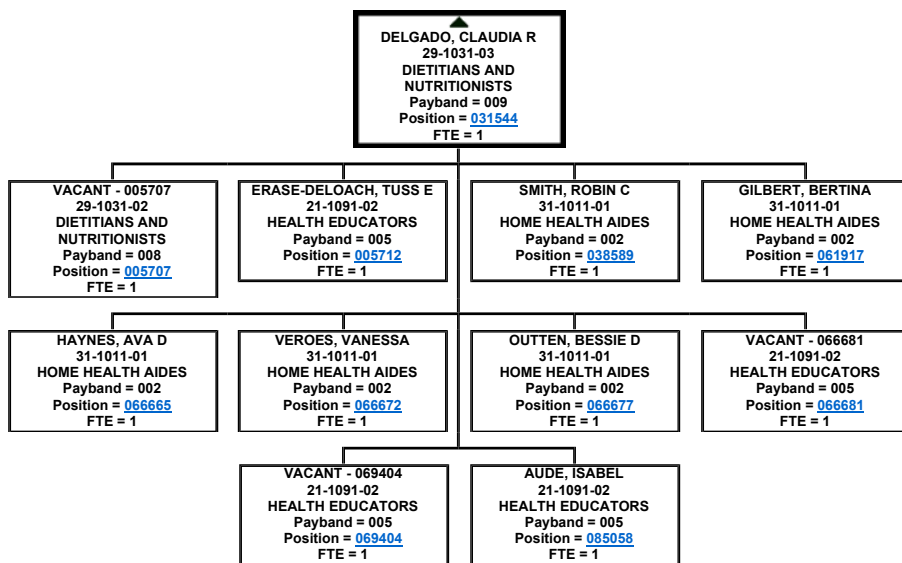 DELGADO, CLAUDIA R
29-1031-03
DIETITIANS AND
NUTRITIONISTS
Payband = 009
Position = 031544
FTE = 1
VACANT - 005707
29-1031-02
DIETITIANS AND
NUTRITIONISTS
Payband = 008
Position = 005707
FTE = 1
ERASE-DELOACH, TUSS E
21-1091-02
HEALTH EDUCATORS
Payband = 005
Position = 005712
FTE = 1
SMITH, ROBIN C
31-1011-01
HOME HEALTH AIDES
Payband = 002
Position = 038589
FTE = 1
GILBERT, BERTINA
31-1011-01
HOME HEALTH AIDES
Payband = 002
Position = 061917
FTE = 1
HAYNES, AVA D
31-1011-01
HOME HEALTH AIDES
Payband = 002
Position = 066665
FTE = 1
VEROES, VANESSA
31-1011-01
HOME HEALTH AIDES
Payband = 002
Position = 066672
FTE = 1
OUTTEN, BESSIE D
31-1011-01
HOME HEALTH AIDES
Payband = 002
Position = 066677
FTE = 1
VACANT - 066681
21-1091-02
HEALTH EDUCATORS
Payband = 005
Position = 066681
FTE = 1
VACANT - 069404
21-1091-02
HEALTH EDUCATORS
Payband = 005
Position = 069404
FTE = 1
AUDE, ISABEL
21-1091-02
HEALTH EDUCATORS
Payband = 005
Position = 085058
FTE = 1